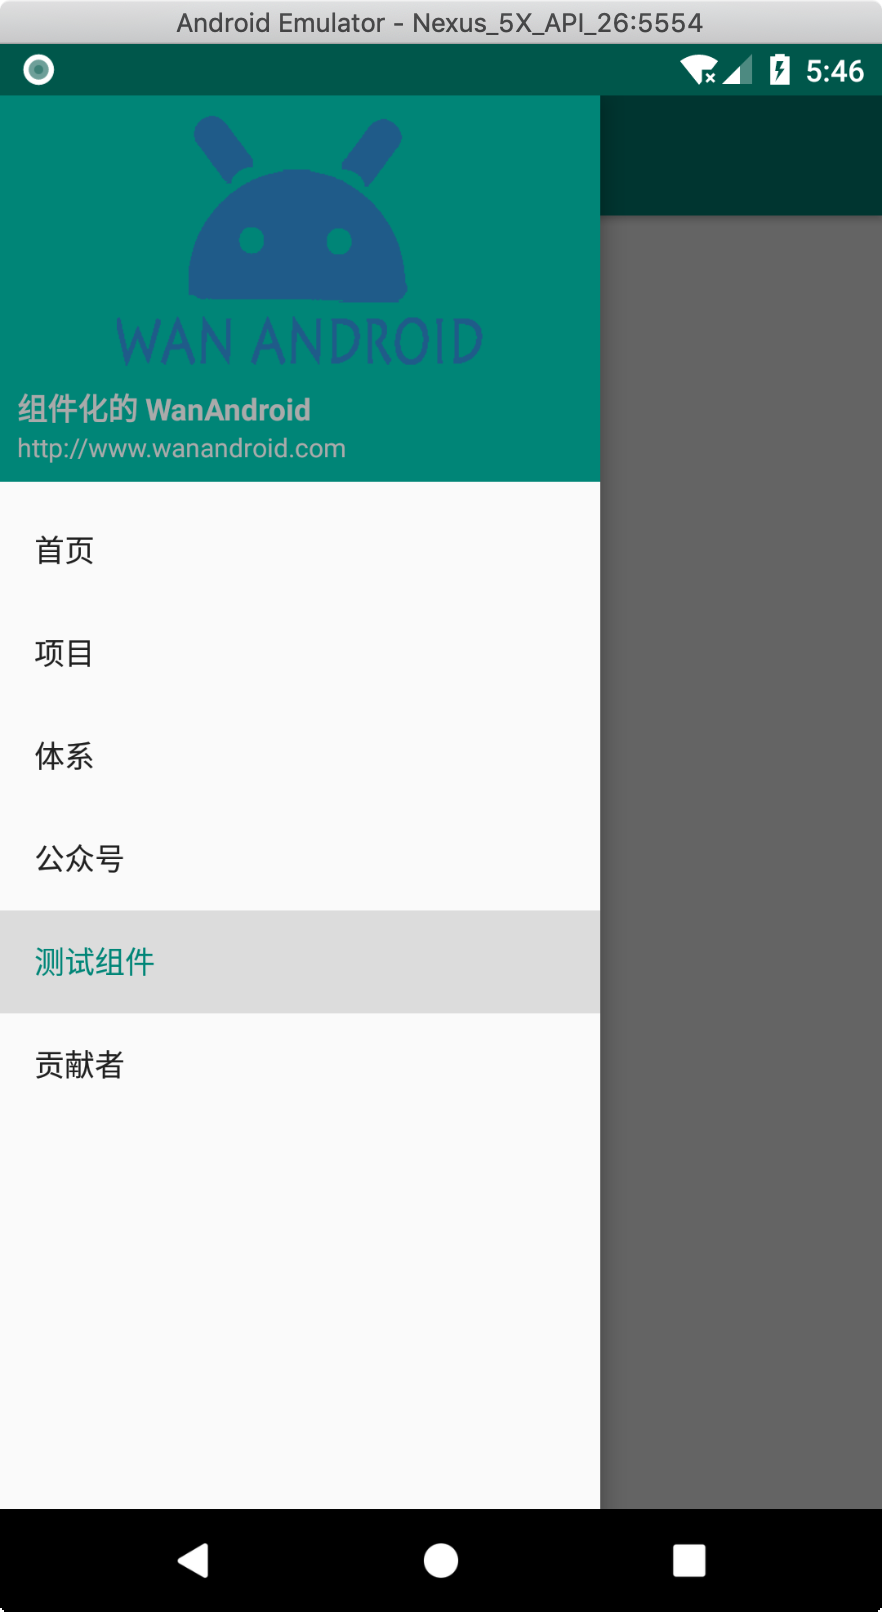 Android Emulator - Nexus_5X_API_26:5554
5:46
WAN ANDROID
组件化的 WanAndroid
http://www.wanandroid.com
首页
项目
体系
公众号
测试组件
贡献者